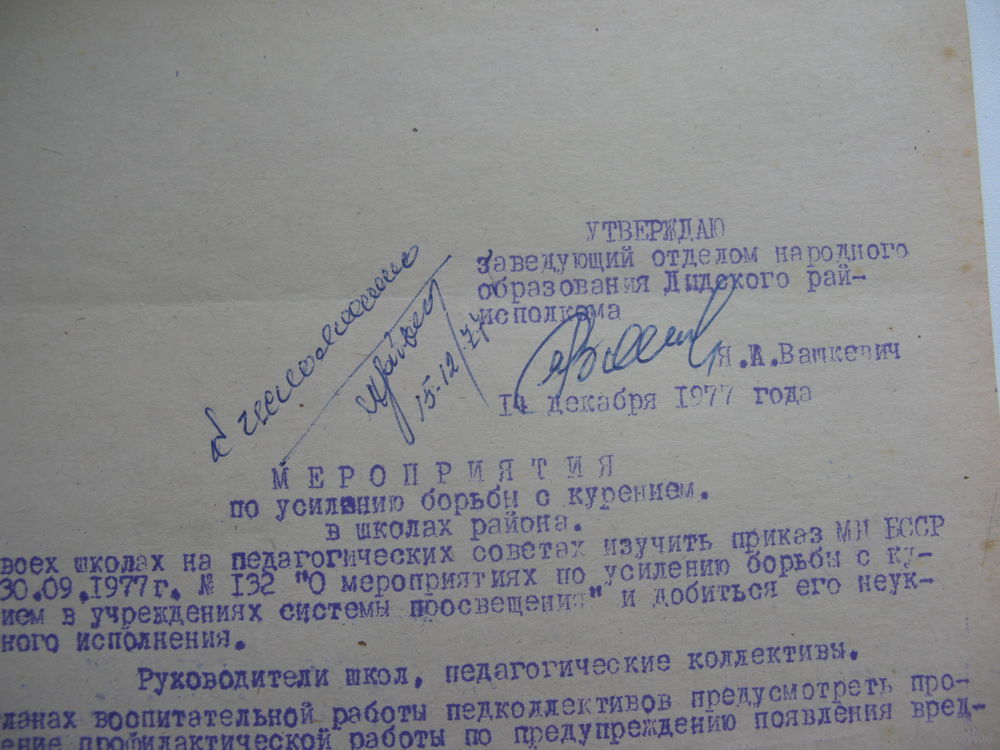 УТВЕРЖДАЮ
заведующий отделом народного
образования Лидского рай-
исполкома
Я.А.Вашкевич
14 декабря 1977 года
к исполнению
15-12/77
МЕРОПРИЯТИЯ
по усилению борьбы с курением.
в школах района.
всех школах на педагогических советах изучить приказ МП БССР
30.09.1977г. № 132 "О мероприятиях по усилению борьбы с ку-
ием в учреждениях системы просвещения" и добиться его неук-
ного исполнения.
Руководители школ, педагогические коллективы.
ланах воспитательной работы педколлективов предусмотреть про-
ение профилактической работы по предупреждению появления вред-